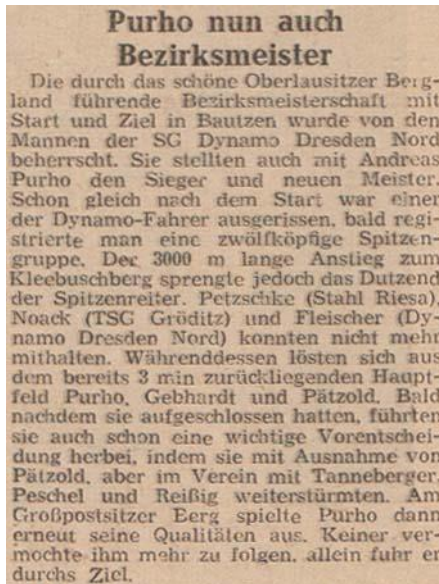 Purho nun auch
Bezirksmeister
Die durch das schöne Oberlausitzer Berg-
land führende Bezirksmeisterschaft mit
Start und Ziel in Bautzen wurde von den
Mannen der SG Dynamo Dresden Nord
beherrscht. Sie stellten auch mit Andreas
Purho den Sieger und neuen Meister.
Schon gleich nach dem Start war einer
der Dynamo-Fahrer ausgerissen, bald regi-
strierte man eine zwölfköpfige Spitzen-
gruppe. Der 3000 m lange Anstieg zum
Kleebuschberg sprengte jedoch das Dutzend
der Spitzenreiter. Petzschke (Stahl Riesa),
Noack (TSG Gröditz) und Fleischer (Dy-
namo Dresden Nord) konnten nicht mehr
mithalten. Währenddessen lösten sich aus
dem bereits 3 min zurückliegenden Haupt-
feld Purho, Gebhardt und Pätzold. Bald
nachdem sie aufgeschlossen hatten, führten
sie auch schon eine wichtige Vorentschei-
dung herbei, indem sie mit Ausnahme von
Pätzold, aber im Verein mit Tanneberger,
Peschel und Reißig weiterstürmten. Am
Großpostsitzer Berg spielte Purho dann
erneut seine Qualitäten aus. Keiner ver-
mochte ihm mehr zu folgen, allein fuhr er
durchs Ziel.